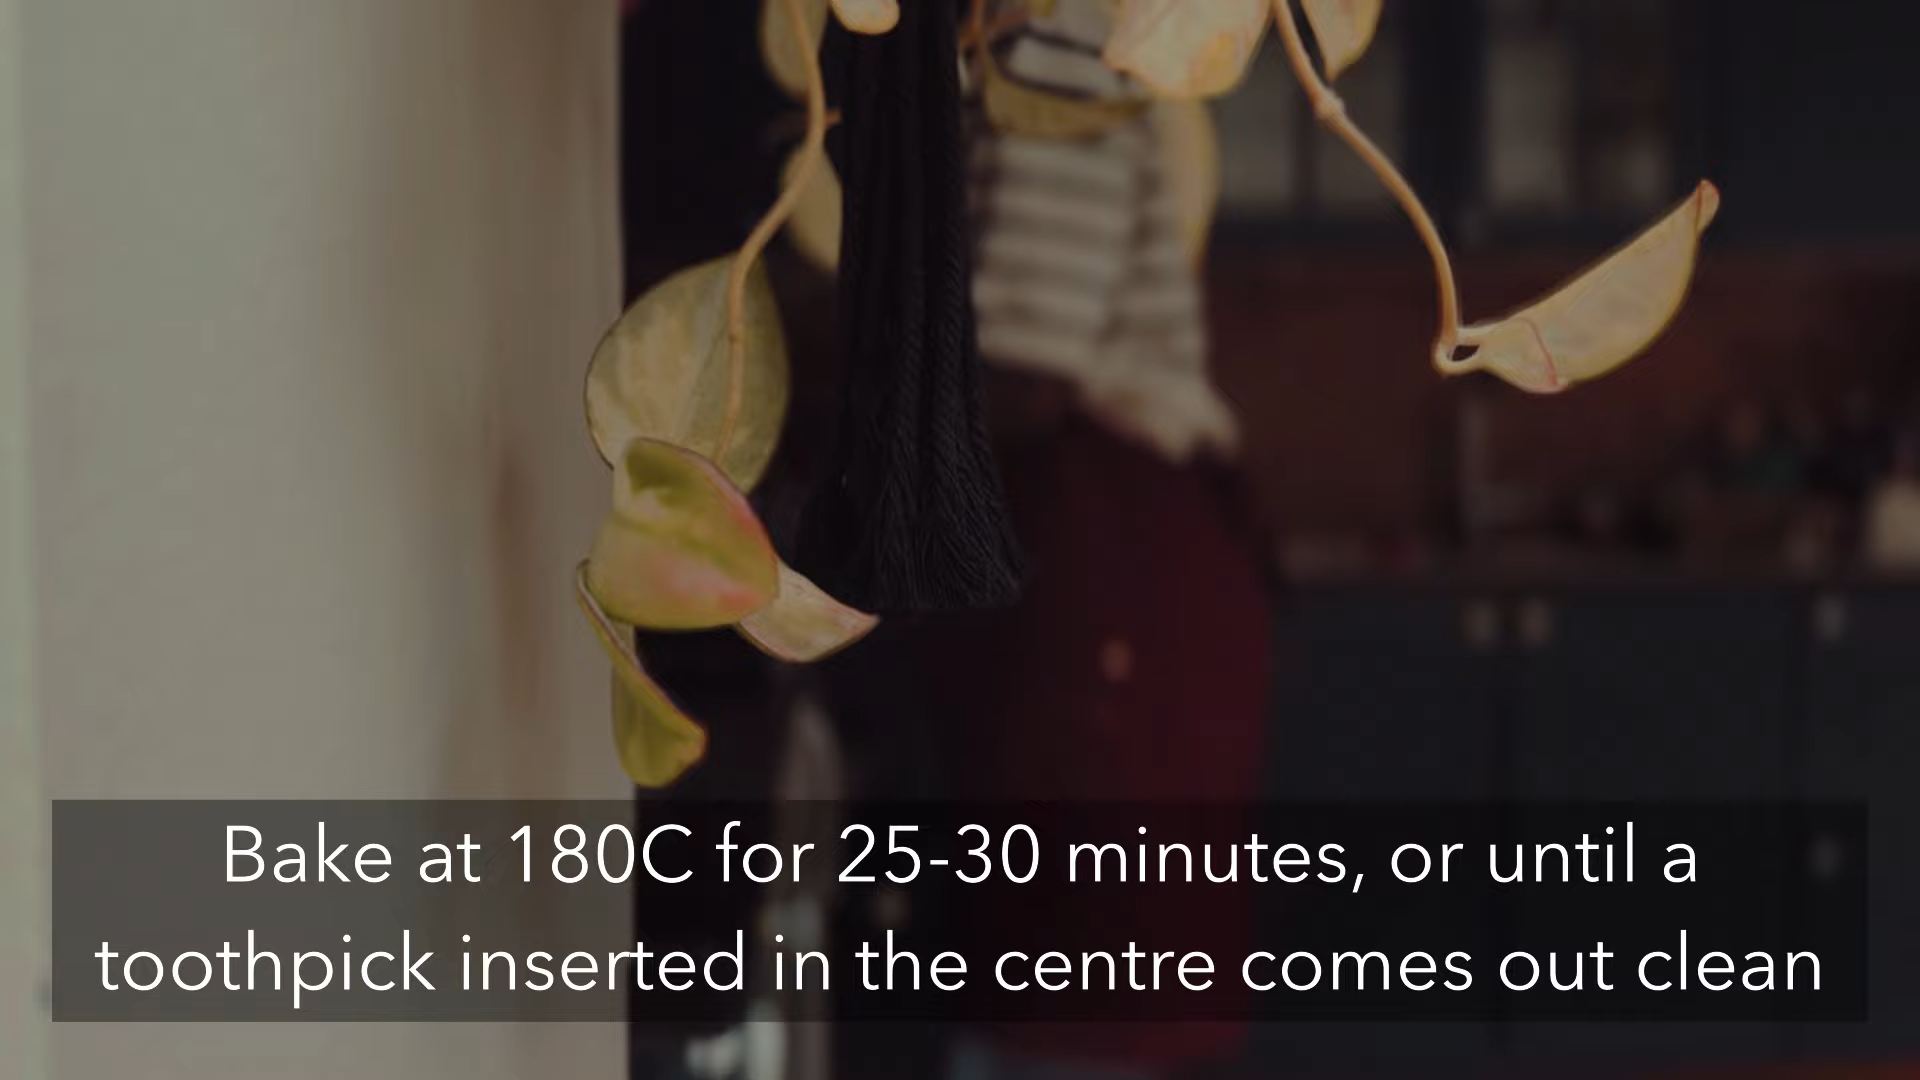 Bake at 180C for 25-30 minutes, or until a
toothpick inserted in the centre comes out clean